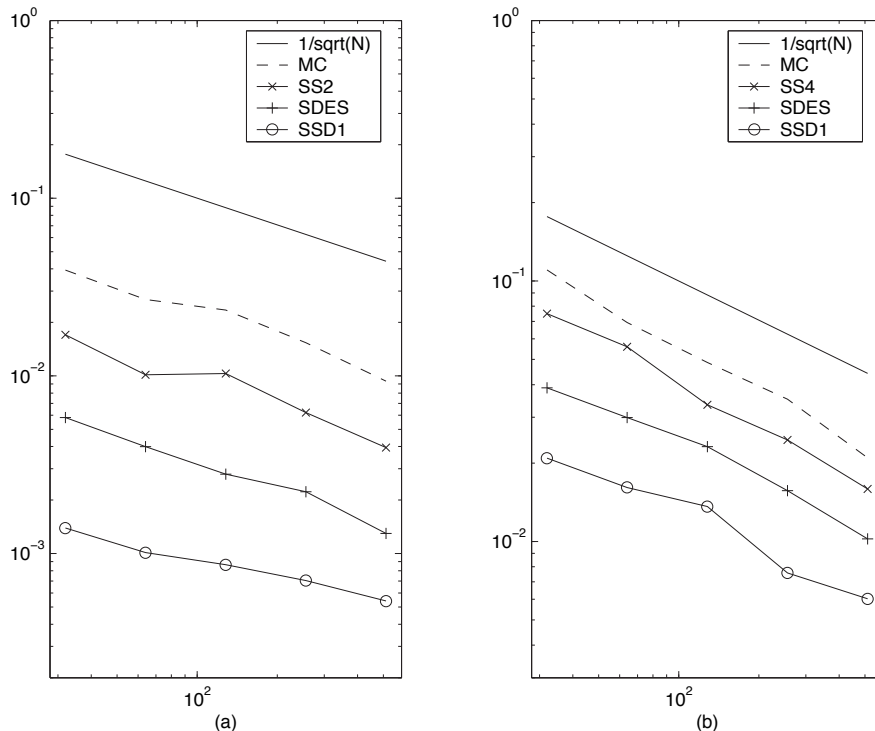 10^0
10^-1
10^-2
10^-3
10^2
(a)
1/sqrt(N)
MC
SS2
SDES
SSD1
10^0
10^-1
10^-2
10^2
(b)
1/sqrt(N)
MC
SS4
SDES
SSD1